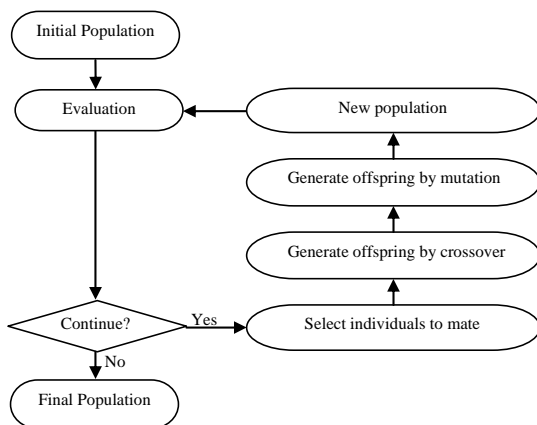 Initial Population
Evaluation
New population
Generate offspring by mutation
Generate offspring by crossover
Continue?
Yes
Select individuals to mate
No
Final Population